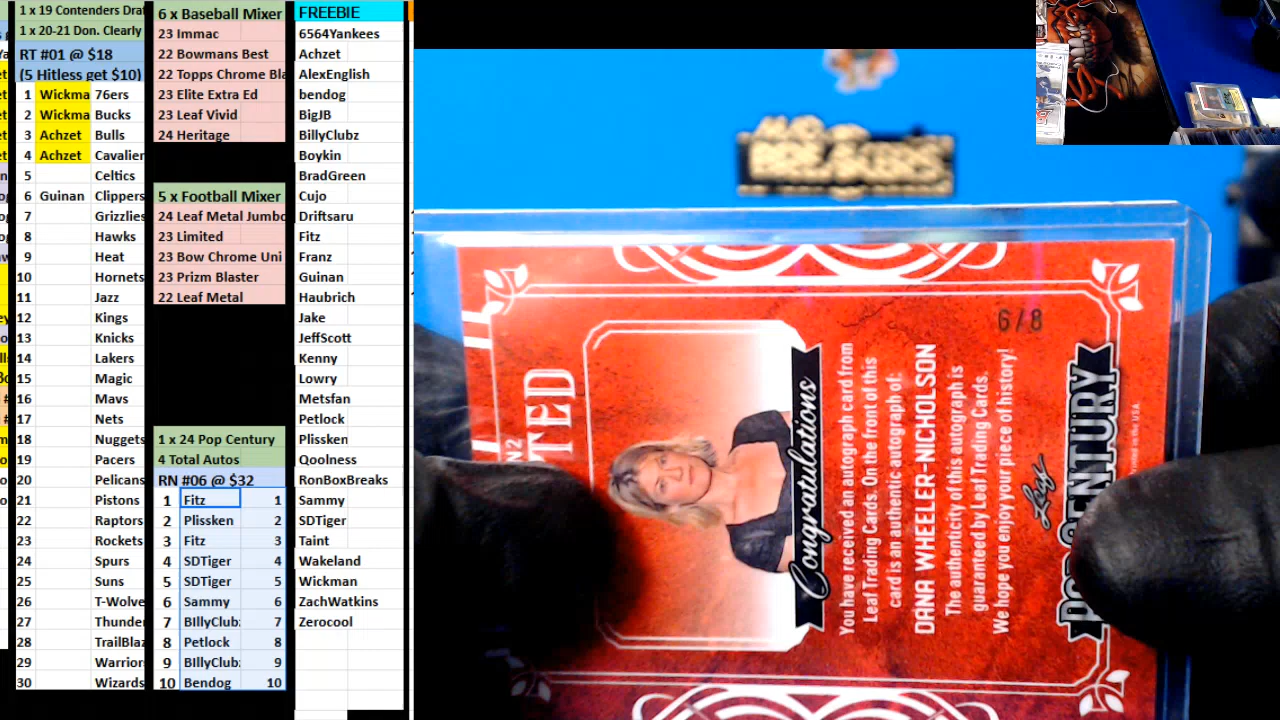 1 x 19 Contenders Draf
1 x 20-21 Don. Clearly
RT #01 @ $18
(5 Hitless get $10)
1 Wickma 76ers
2 Wickma Bucks
3 Achzet Bulls
4 Achzet Cavalier
5 Celtics
6 Guinan Clippers
7 Grizzlies
8 Hawks
9 Heat
10 Hornets
11 Jazz
12 Kings
13 Knicks
14 Lakers
15 Magic
16 Mavs
17 Nets
18 Nuggets
19 Pacers
20 Pelicans
21 Pistons
22 Raptors
23 Rockets
24 Spurs
25 Suns
26 T-Wolve
27 Thunder
28 TrailBlaz
29 Warrior
30 Wizards
6 x Baseball Mixer
23 Immac
22 Bowmans Best
22 Topps Chrome Bla
23 Elite Extra Ed
23 Leaf Vivid
24 Heritage
5 x Football Mixer
24 Leaf Metal Jumbo
23 Limited
23 Bow Chrome Uni
23 Prizm Blaster
22 Leaf Metal
1 x 24 Pop Century
4 Total Autos
RN #06 @ $32
1 Fitz 1
2 Plissken 2
3 Fitz 3
4 SDTiger 4
5 SDTiger 5
6 Sammy 6
7 BIllyClub 7
8 Petlock 8
9 BIllyClub 9
10 Bendog 10
FREEBIE
6564Yankees
Achzet
AlexEnglish
bendog
BigJB
BillyClubz
Boykin
BradGreen
Cujo
Driftsaru
Fitz
Franz
Guinan
Haubrich
Jake
JeffScott
Kenny
Lowry
Metsfan
Petlock
Plissken
Qoolness
RonBoxBreaks
Sammy
SDTiger
Taint
Wakeland
Wickman
ZachWatkins
Zerocool
6/8
Congratulations
You have received an autograph card from
Leaf Trading Cards. On the front of this
card is an authentic autograph of:
DANA WHEELER-NICHOLSON
The authenticity of this autograph is
guaranteed by Leaf Trading Cards.
We hope you enjoy your piece of history!
Leaf
POP CENTURY